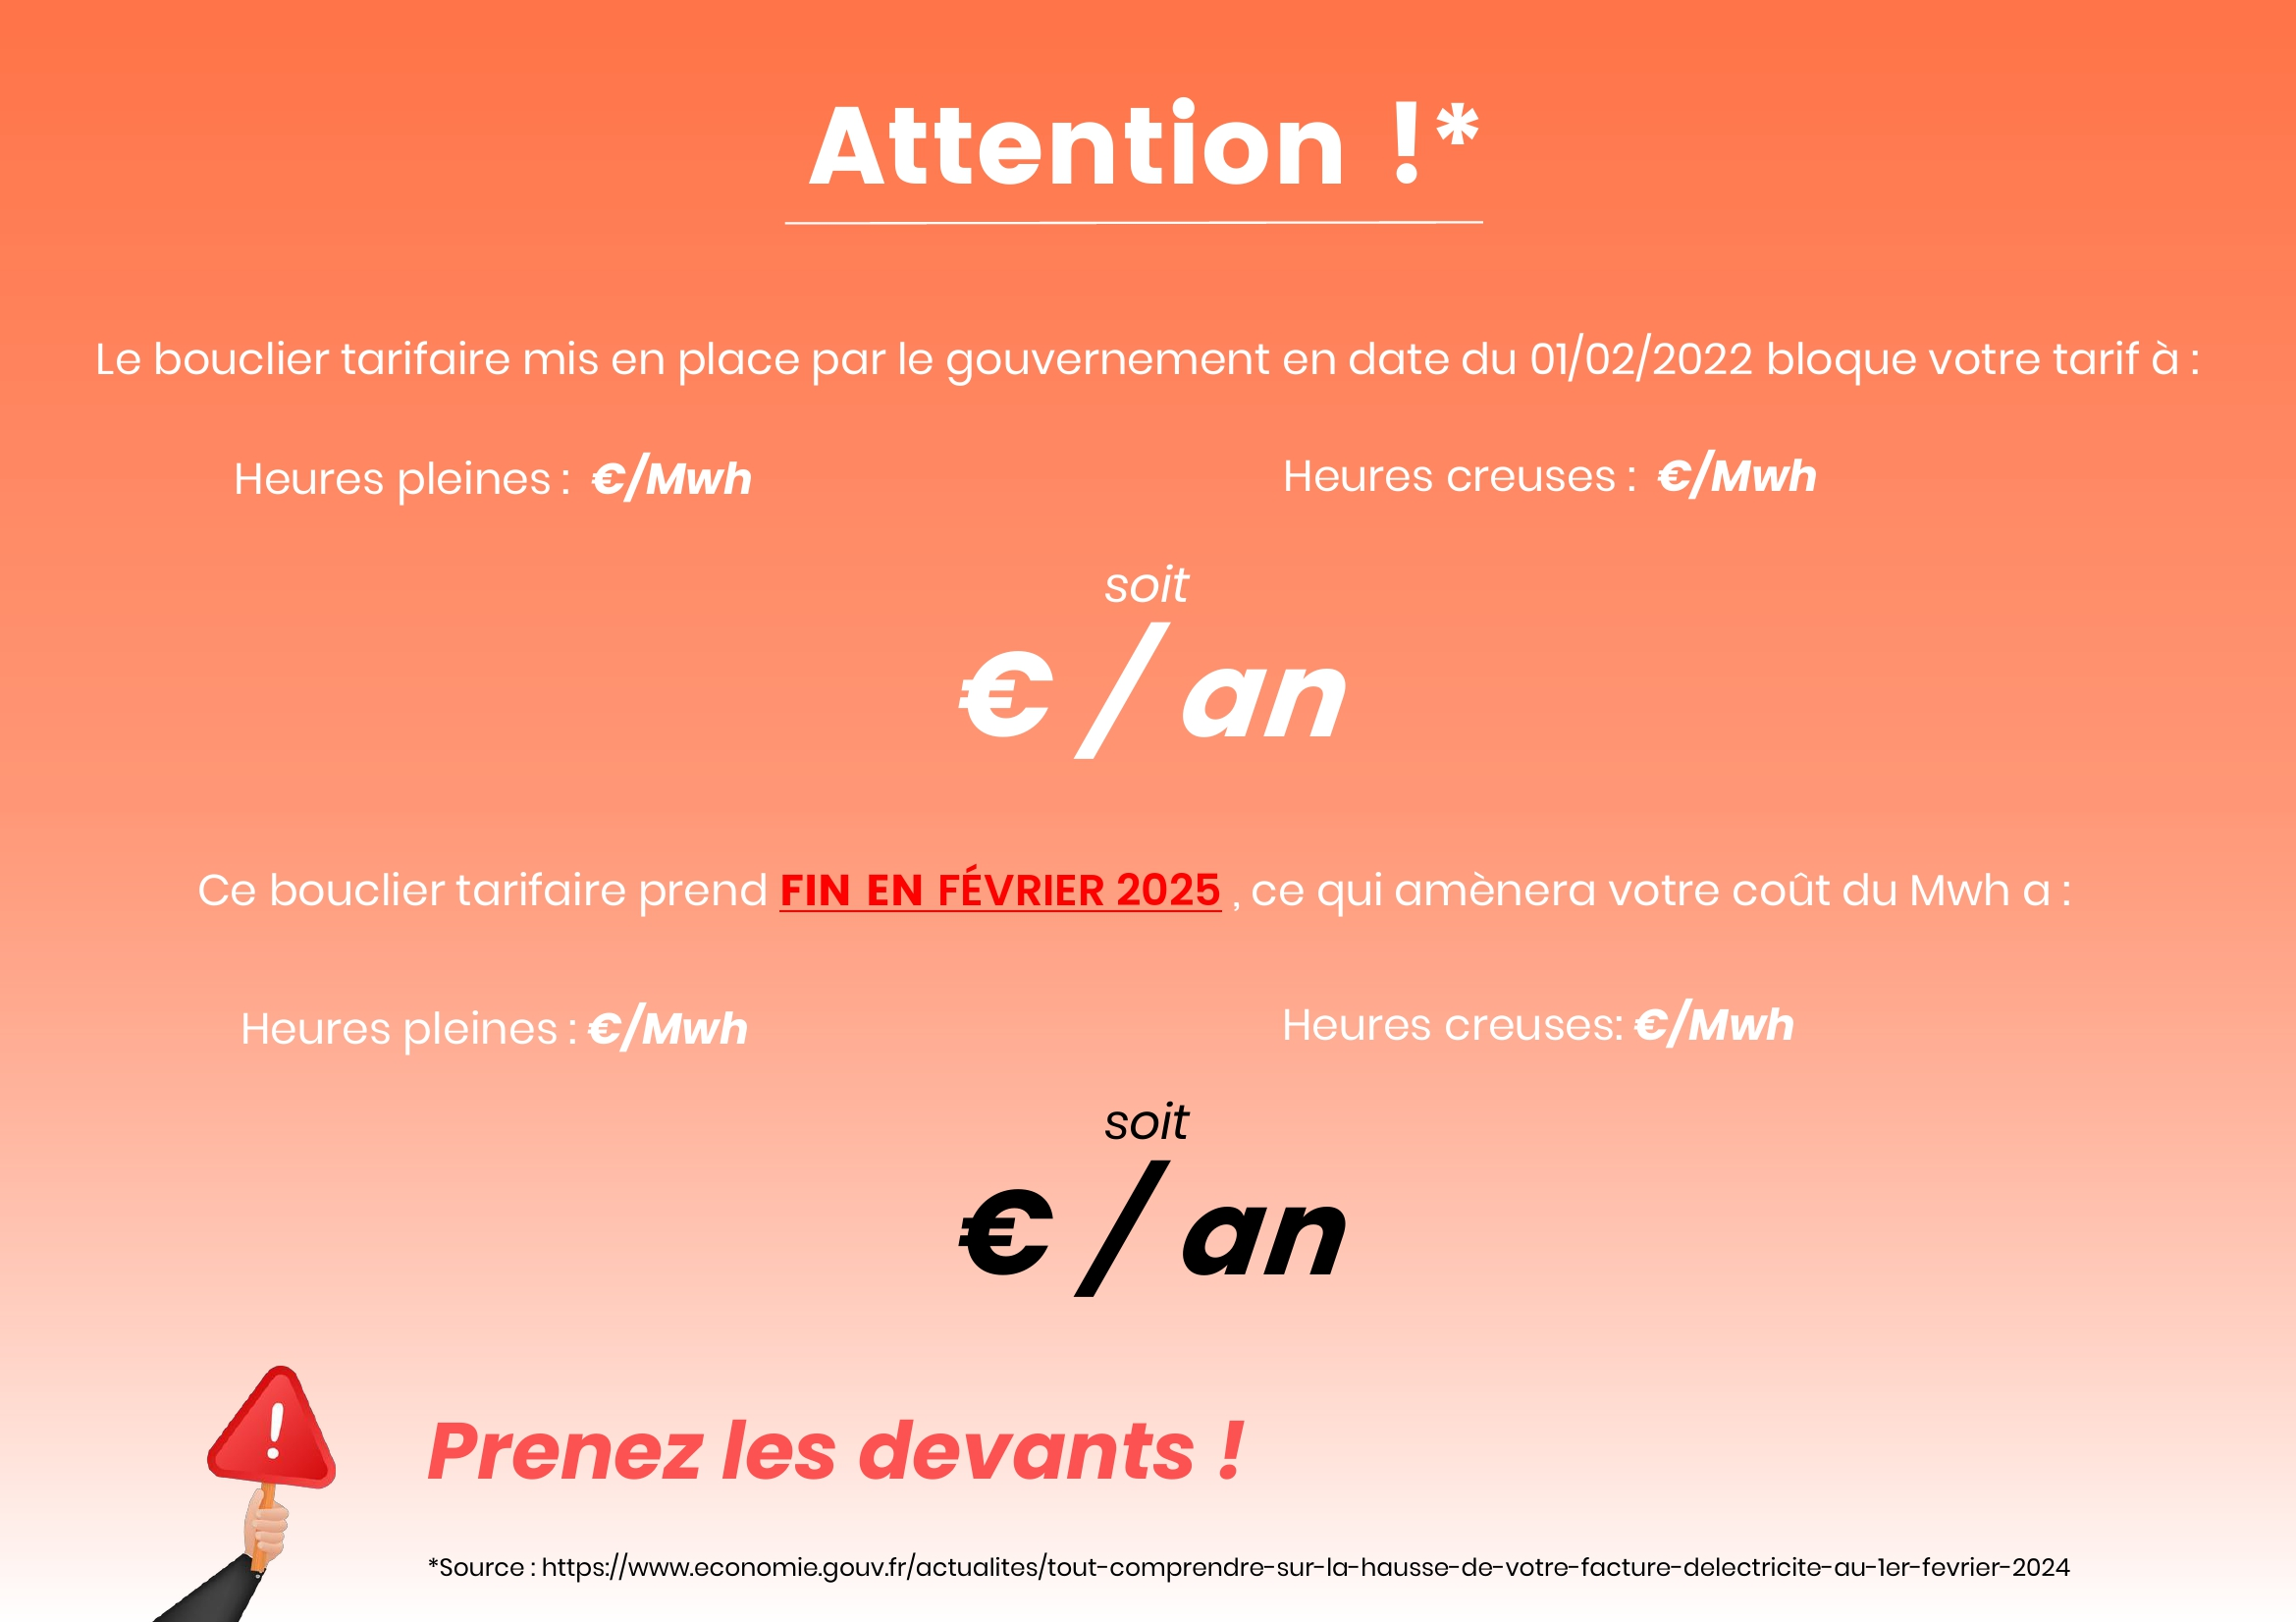 Attention !*
Le bouclier tarifaire mis en place par le gouvernement en date du 01/02/2022 bloque votre tarif à :
Heures pleines : €/Mwh
Heures creuses : €/Mwh
soit
€ / an
Ce bouclier tarifaire prend FIN EN FÉVRIER 2025 , ce qui amènera votre coût du Mwh a :
Heures pleines : €/Mwh
Heures creuses: €/Mwh
soit
€ / an
!
Prenez les devants !
*Source : https://www.economie.gouv.fr/actualites/tout-comprendre-sur-la-hausse-de-votre-facture-delectricite-au-1er-fevrier-2024